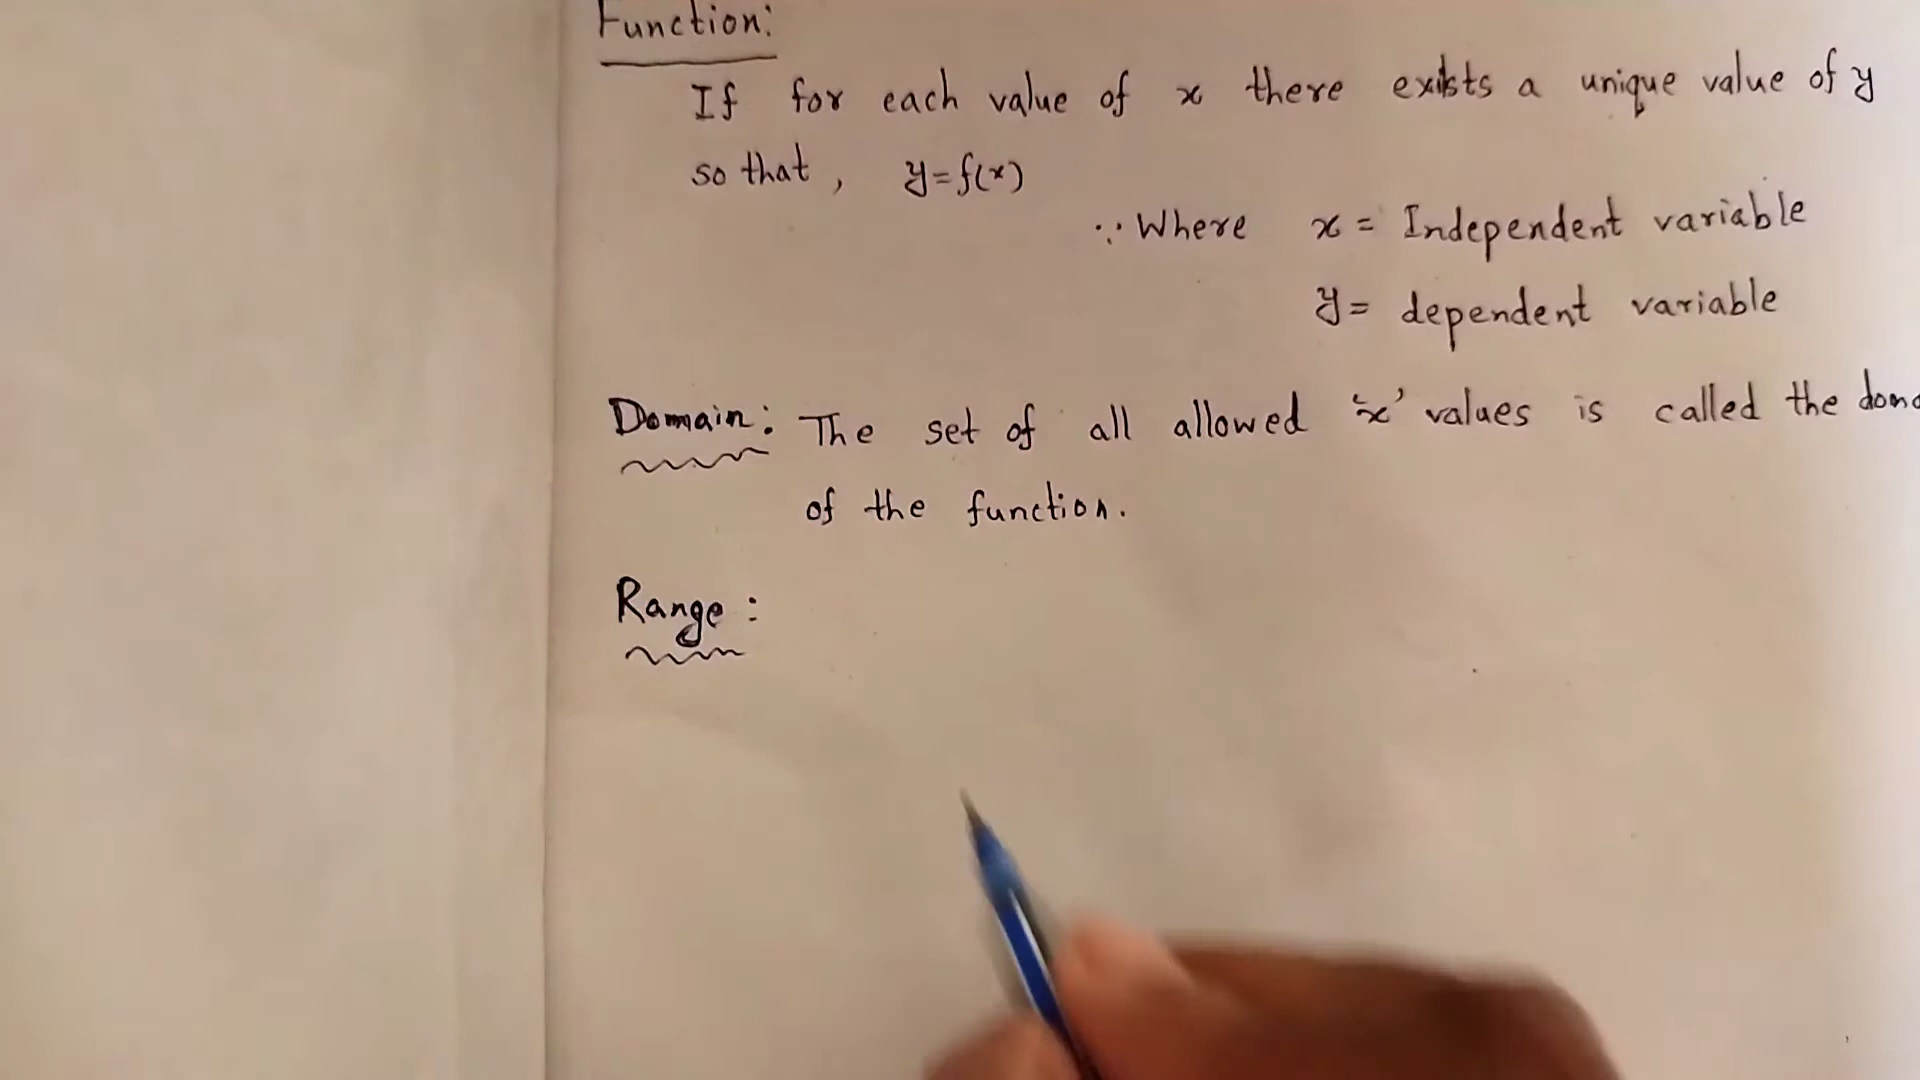 Function:
If for each value of x there exists a unique value of y
so that, y=f(x)
∵ Where x = Independent variable
y = dependent variable
Domain: The set of all allowed 'x' values is called the
of the function.
Range: